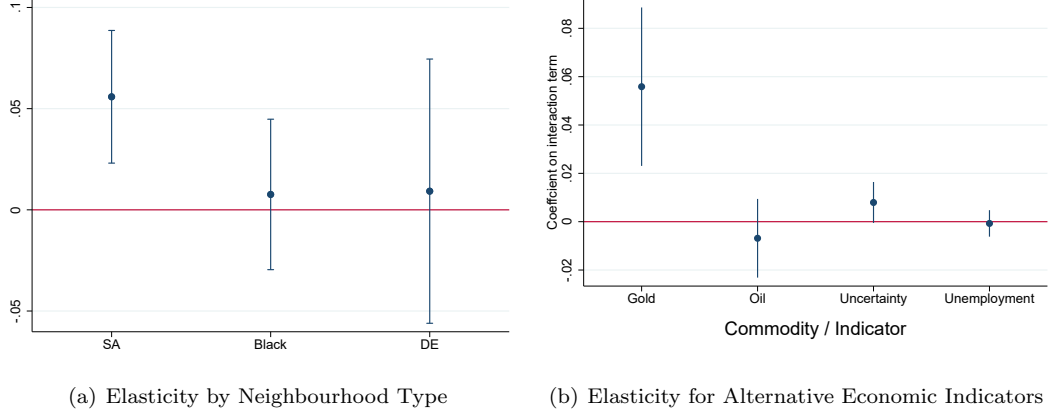 .1
.05
0
-.05
SA Black DE
(a) Elasticity by Neighbourhood Type
Coeffcient on interaction term
.08
.06
.04
.02
0
-.02
Gold Oil Uncertainty Unemployment
Commodity / Indicator
(b) Elasticity for Alternative Economic Indicators